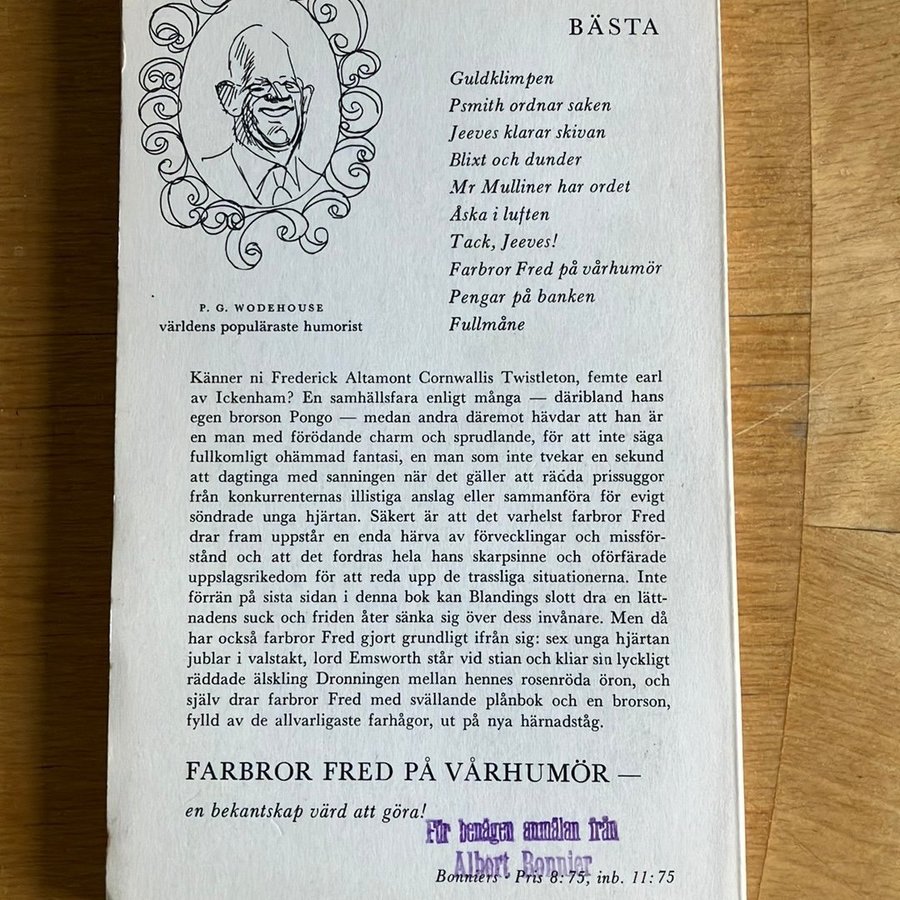 BÄSTA
Guldklimpen
Psmith ordnar saken
Jeeves klarar skivan
Blixt och dunder
Mr Mulliner har ordet
Åska i luften
Tack, Jeeves!
Farbror Fred på vårhumör
Pengar på banken
Fullmåne
P. G. WODEHOUSE
världens populäraste humorist
Känner ni Frederick Altamont Cornwallis Twistleton, femte earl
av Ickenham? En samhällsfara enligt många — däribland hans
egen brorson Pongo — medan andra däremot hävdar att han är
en man med förödande charm och sprudlande, för att inte säga
fullkomligt ohämmad fantasi, en man som inte tvekar en sekund
att dagtinga med sanningen när det gäller att rädda prissuggor
från konkurrenternas illistiga anslag eller sammanföra för evigt
söndrade unga hjärtan. Säkert är att det varhelst farbror Fred
drar fram uppstår en enda härva av förvecklingar och missför-
stånd och att det fordras hela hans skarpsinne och oförfärade
uppslagsrikedom för att reda upp de trassliga situationerna. Inte
förrän på sista sidan i denna bok kan Blandings slott dra en lätt-
nadens suck och friden åter sänka sig över dess invånare. Men då
har också farbror Fred gjort grundligt ifrån sig: sex unga hjärtan
jublar i valstakt, lord Emsworth står vid stian och kliar sin lyckligt
räddade älskling Dronningen mellan hennes rosenröda öron, och
själv drar farbror Fred med svällande plånbok och en brorson,
fylld av de allvarligaste farhågor, ut på nya härnadståg.
FARBROR FRED PÅ VÅRHUMÖR —
en bekantskap värd att göra!
För benägen anmälan från
Albert Bonnier
Bonniers · Pris 8:75, inb. 11:75